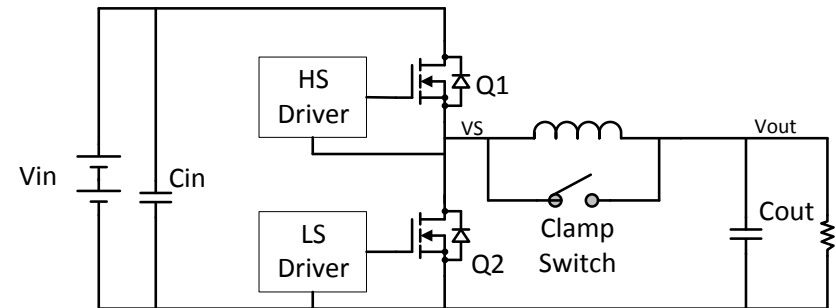 HS
Driver
Q1
VS
Vout
Vin
Cin
Clamp
Switch
Cout
LS
Driver
Q2